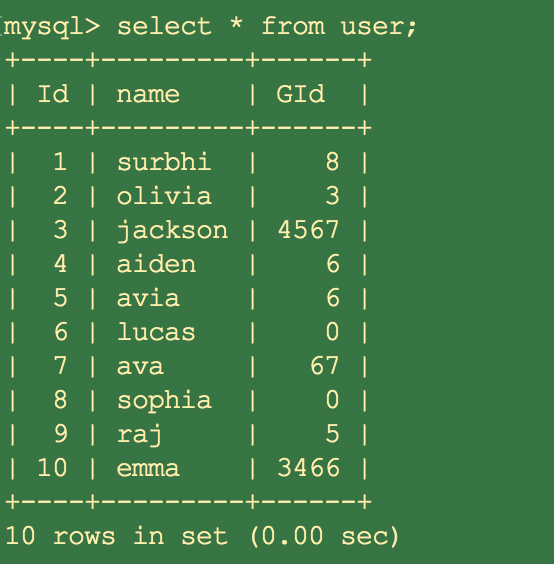 mysql> select * from user;
+----+---------+------+
| Id | name    | GId  |
+----+---------+------+
|  1 | surbhi  |    8 |
|  2 | olivia  |    3 |
|  3 | jackson | 4567 |
|  4 | aiden   |    6 |
|  5 | avia    |    6 |
|  6 | lucas   |    0 |
|  7 | ava     |   67 |
|  8 | sophia  |    0 |
|  9 | raj     |    5 |
| 10 | emma    | 3466 |
+----+---------+------+
10 rows in set (0.00 sec)